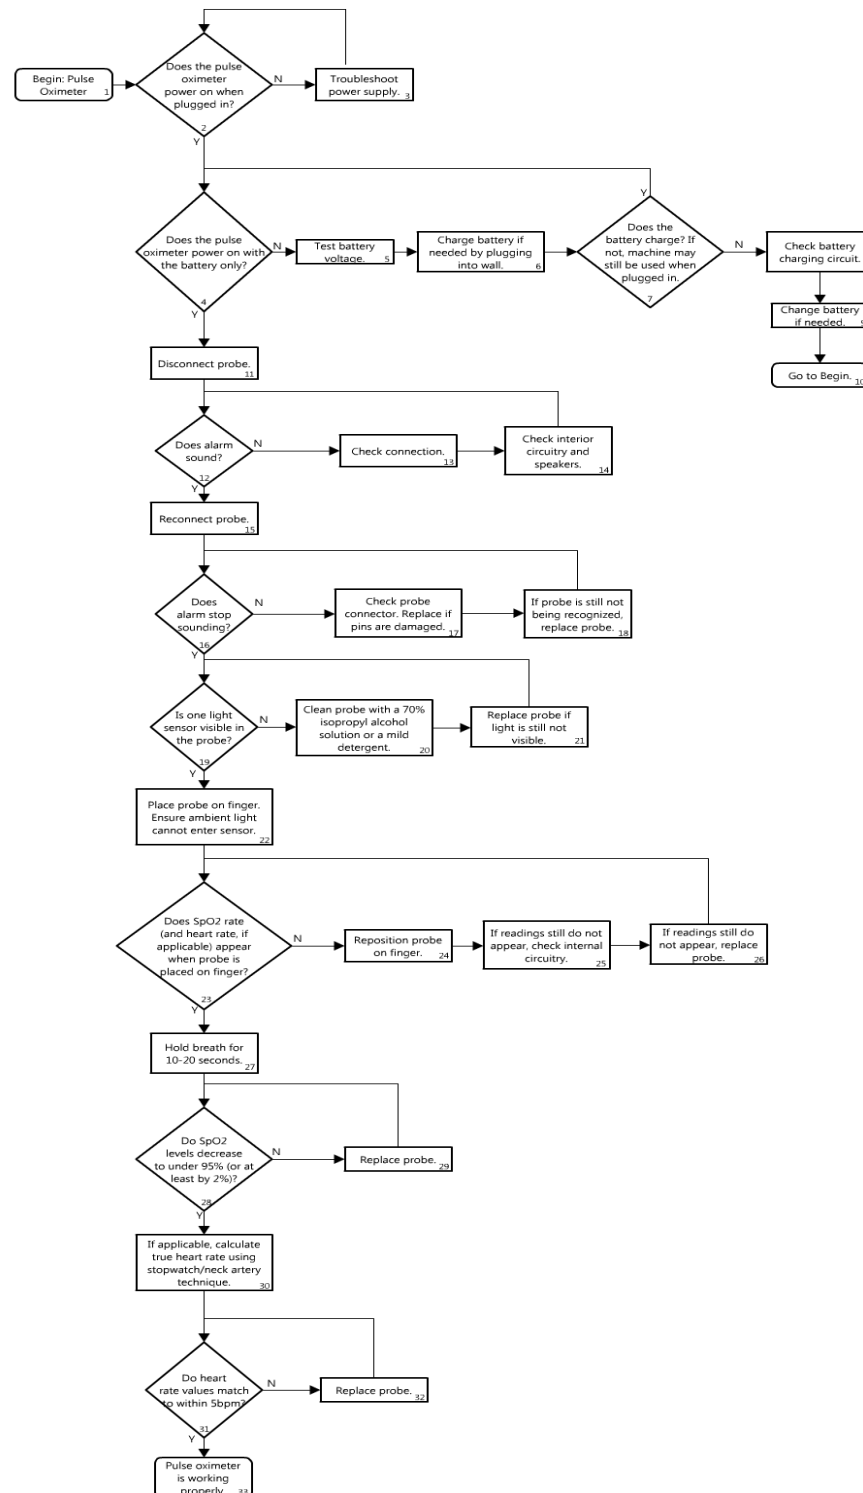 Begin: Pulse
Oximeter
1
Does the pulse
oximeter
power on when
plugged in?
2
N
Y
Troubleshoot
power supply.
3
Does the pulse
oximeter power on with
the battery only?
4
N
Y
Test battery
voltage.
5
Charge battery if
needed by plugging
into wall.
6
Does the
battery charge? If
not, machine may
still be used when
plugged in.
7
Y
N
Check battery
charging circuit.
Change battery
if needed.
Go to Begin.
10
Disconnect probe.
11
Does alarm
sound?
12
N
Y
Check connection.
13
Check interior
circuitry and
speakers.
14
Reconnect probe.
15
Does
alarm stop
sounding?
16
N
Y
Check probe
connector. Replace if
pins are damaged.
17
If probe is still not
being recognized,
replace probe.
18
Is one light
sensor visible in
the probe?
19
N
Y
Clean probe with a 70%
isopropyl alcohol
solution or a mild
detergent.
20
Replace probe if
light is still not
visible.
21
Place probe on finger.
Ensure ambient light
cannot enter sensor.
22
Does SpO2 rate
(and heart rate, if
applicable) appear
when probe is
placed on finger?
23
N
Y
Reposition probe
on finger.
24
If readings still do not
appear, check internal
circuitry.
25
If readings still do
not appear, replace
probe.
26
Hold breath for
10-20 seconds.
27
Do SpO2
levels decrease
to under 95% (or at
least by 2%)?
28
N
Y
Replace probe.
29
If applicable, calculate
true heart rate using
stopwatch/neck artery
technique.
30
Do heart
rate values match
to within 5bpm?
31
N
Y
Replace probe.
32
Pulse oximeter
is working
properly
33